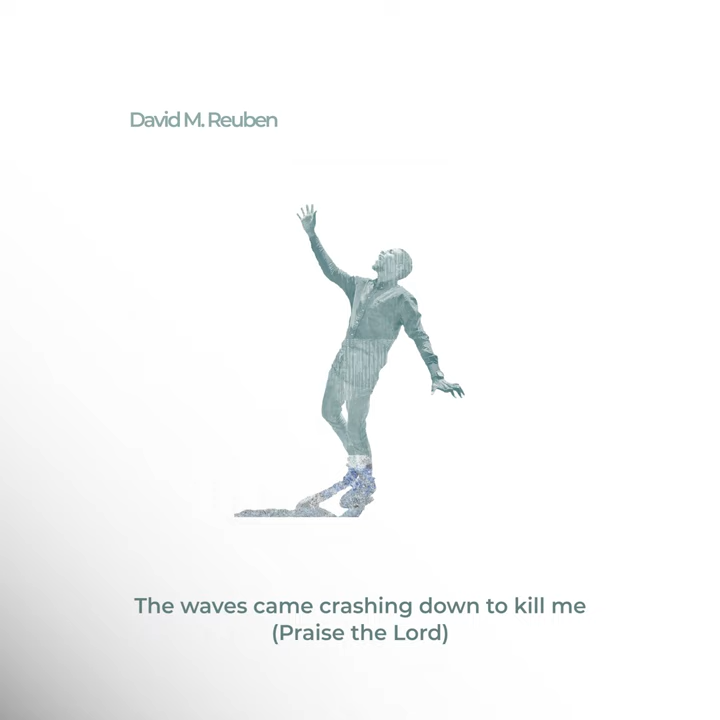 David M. Reuben
The waves came crashing down to kill me
(Praise the Lord)